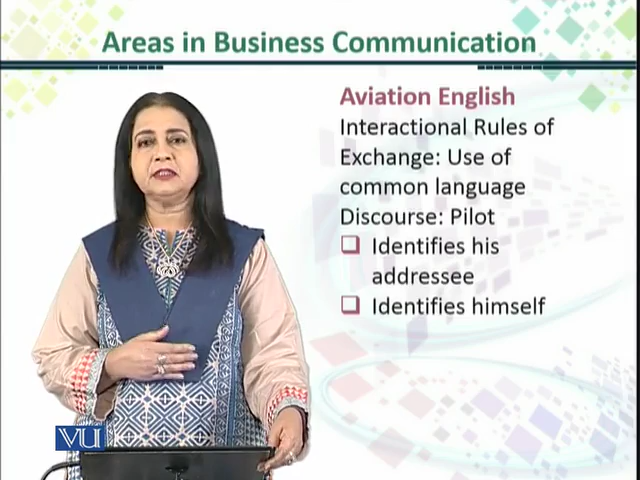 Areas in Business Communication
Aviation English
Interactional Rules of
Exchange: Use of
common language
Discourse: Pilot
Identifies his
addressee
Identifies himself
VU